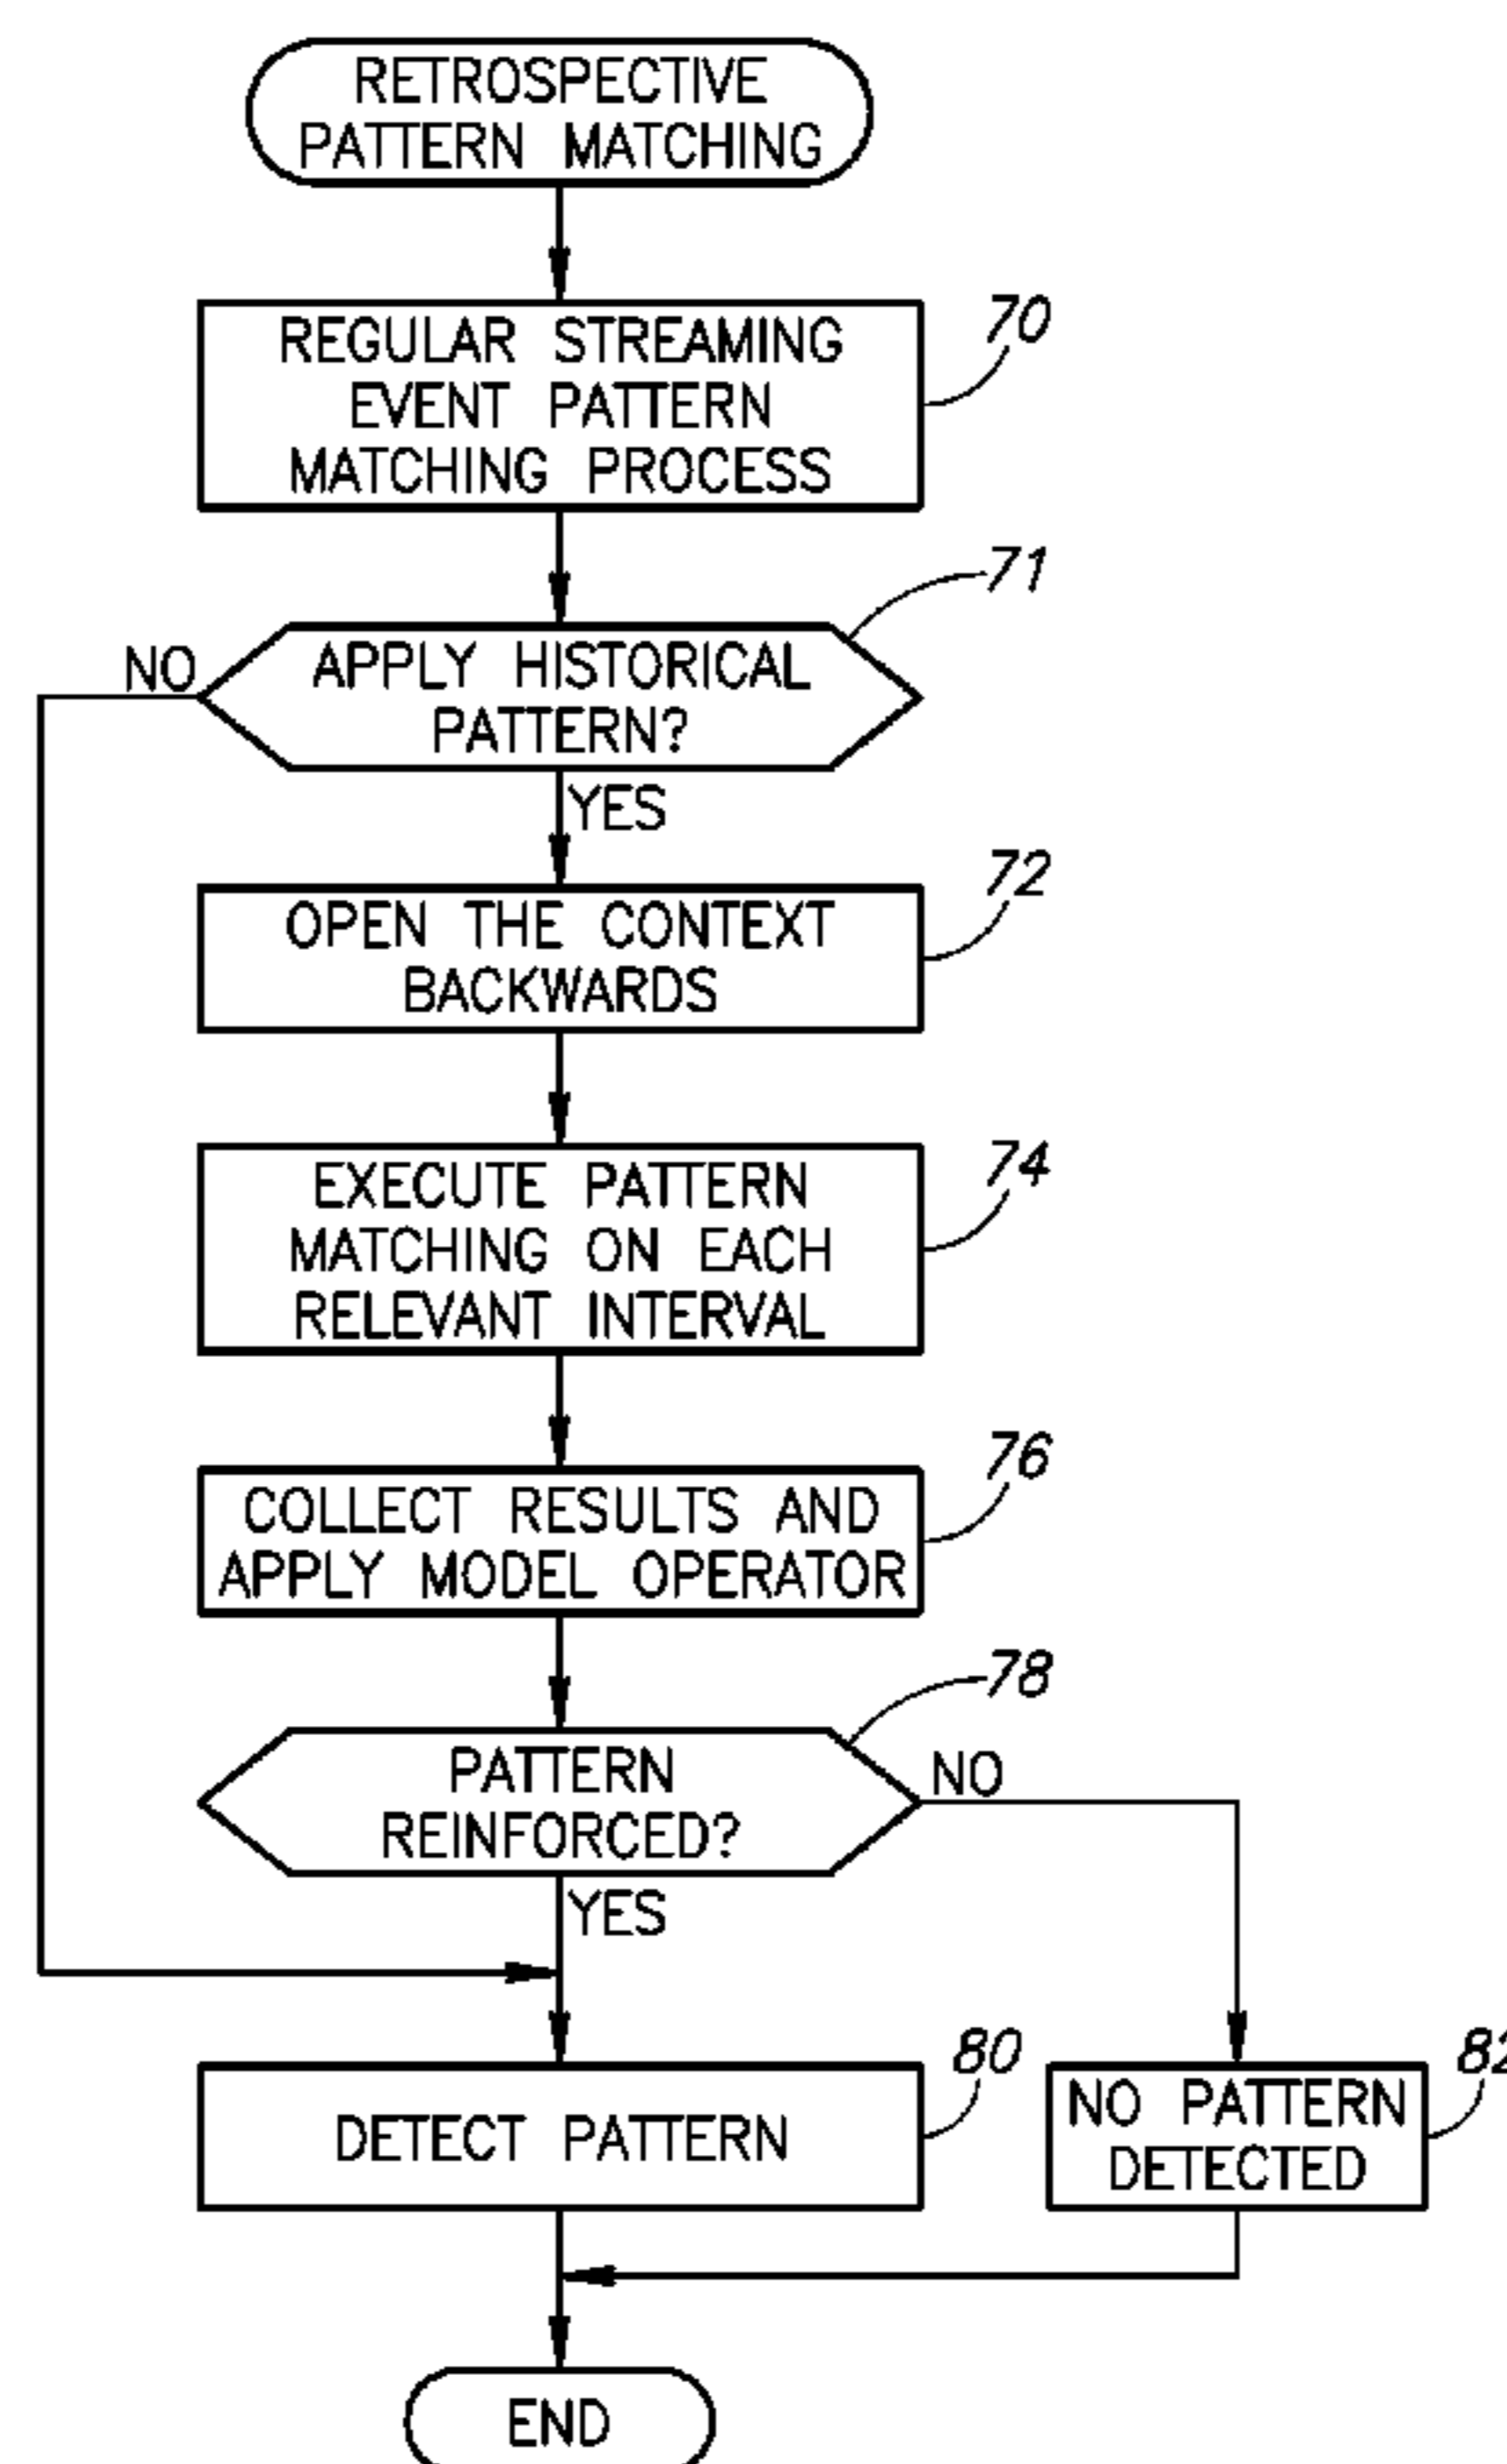 RETROSPECTIVE
PATTERN MATCHING
REGULAR STREAMING
EVENT PATTERN
MATCHING PROCESS
70
71
NO
APPLY HISTORICAL
PATTERN?
YES
72
OPEN THE CONTEXT
BACKWARDS
74
EXECUTE PATTERN
MATCHING ON EACH
RELEVANT INTERVAL
76
COLLECT RESULTS AND
APPLY MODEL OPERATOR
78
PATTERN
REINFORCED?
NO
YES
80
DETECT PATTERN
82
NO PATTERN
DETECTED
END